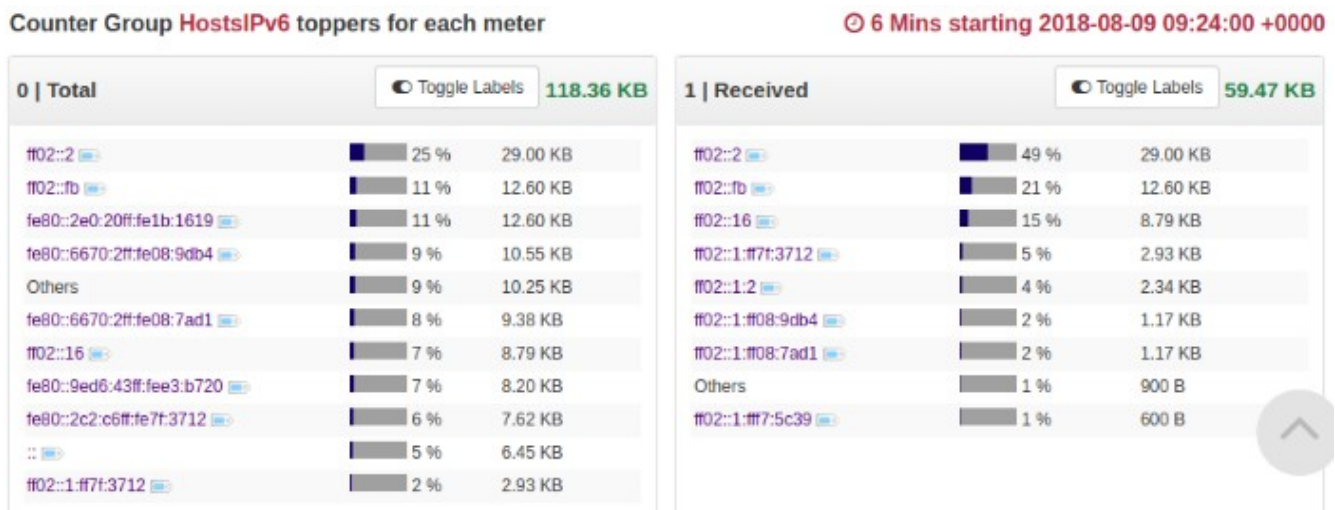 Counter Group HostsIPv6 toppers for each meter
6 Mins starting 2018-08-09 09:24:00 +0000
0 | Total Toggle Labels 118.36 KB
ff02::2 25 % 29.00 KB
ff02::fb 11 % 12.60 KB
fe80::2e0:20ff:fe1b:1619 11 % 12.60 KB
fe80::6670:2ff:fe08:9db4 9 % 10.55 KB
Others 9 % 10.25 KB
fe80::6670:2ff:fe08:7ad1 8 % 9.38 KB
ff02::16 7 % 8.79 KB
fe80::9ed6:43ff:fee3:b720 7 % 8.20 KB
fe80::2c2:c6ff:fe7f:3712 6 % 7.62 KB
:: 5 % 6.45 KB
ff02::1:ff7f:3712 2 % 2.93 KB
1 | Received Toggle Labels 59.47 KB
ff02::2 49 % 29.00 KB
ff02::fb 21 % 12.60 KB
ff02::16 15 % 8.79 KB
ff02::1:ff7f:3712 5 % 2.93 KB
ff02::1:2 4 % 2.34 KB
ff02::1:ff08:9db4 2 % 1.17 KB
ff02::1:ff08:7ad1 2 % 1.17 KB
Others 1 % 900 B
ff02::1:fff7:5c39 1 % 600 B